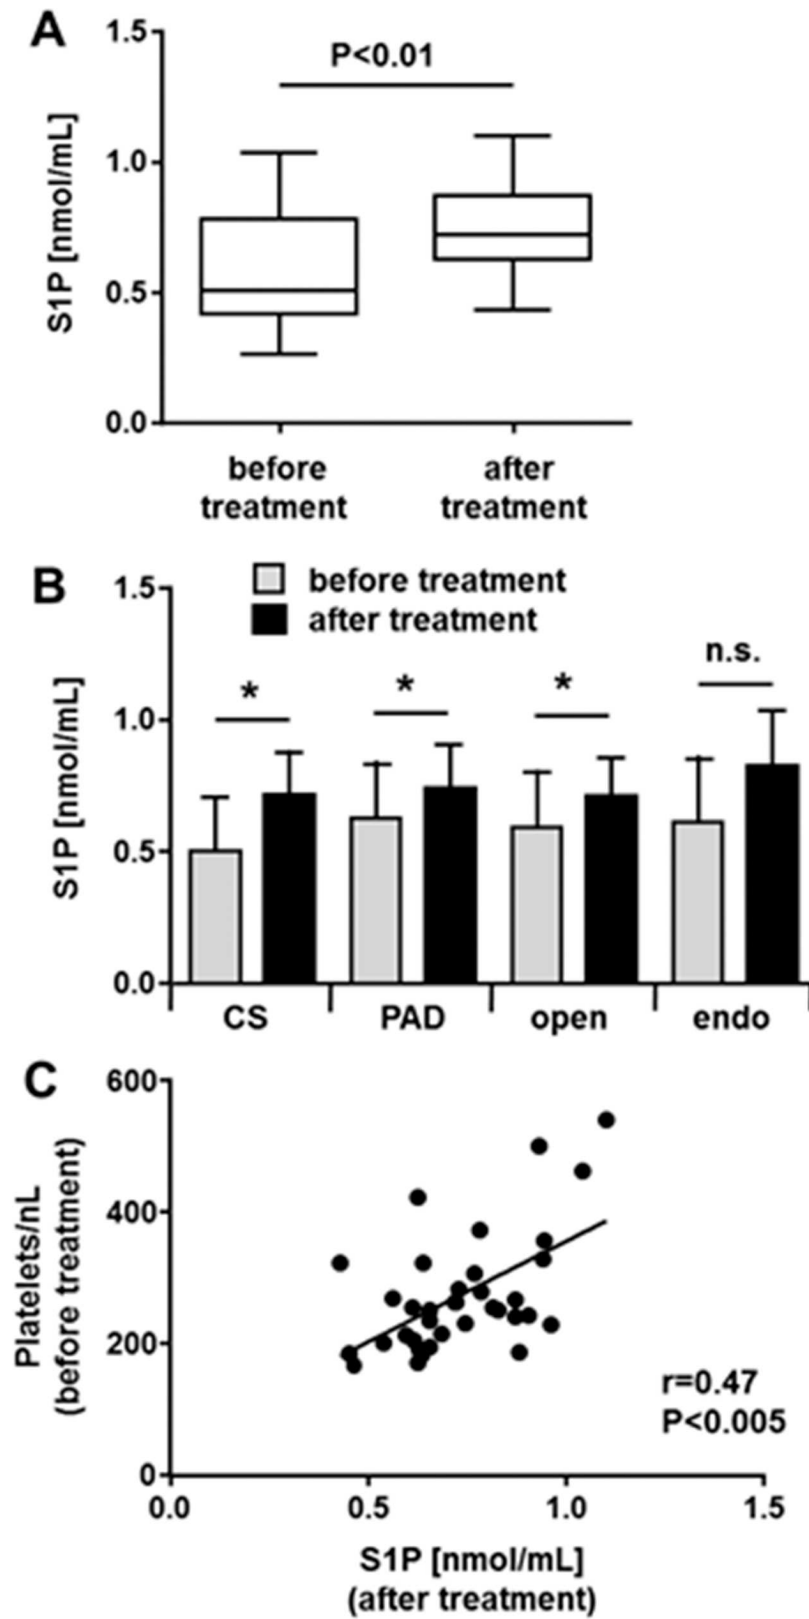 A
1.5
P<0.01
1.0
0.5
0.0
S1P [nmol/mL]
before
treatment
after
treatment
B
before treatment
after treatment
1.5
n.s.
*
*
*
1.0
0.5
0.0
S1P [nmol/mL]
CS
PAD
open
endo
C
600
400
200
0
Platelets/nL
(before treatment)
r=0.47
P<0.005
0.0
0.5
1.0
1.5
S1P [nmol/mL]
(after treatment)